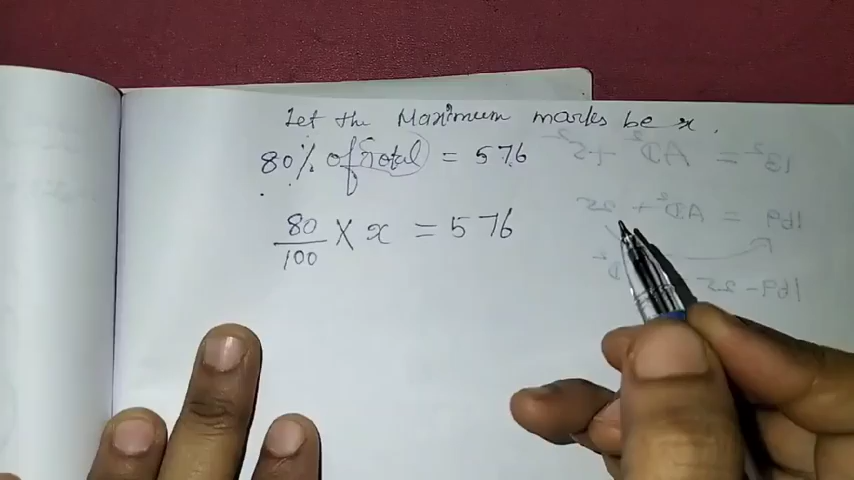 Let the Maximum marks be x.
80% of Total = 576
80/100 X x = 576